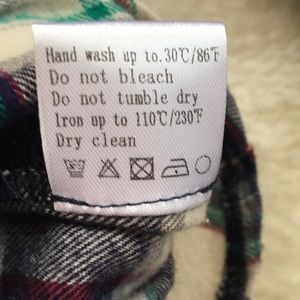 Hand wash up to.30℃/86℉
Do not bleach
Do not tumble dry
Iron up to 110℃/230℉
Dry clean